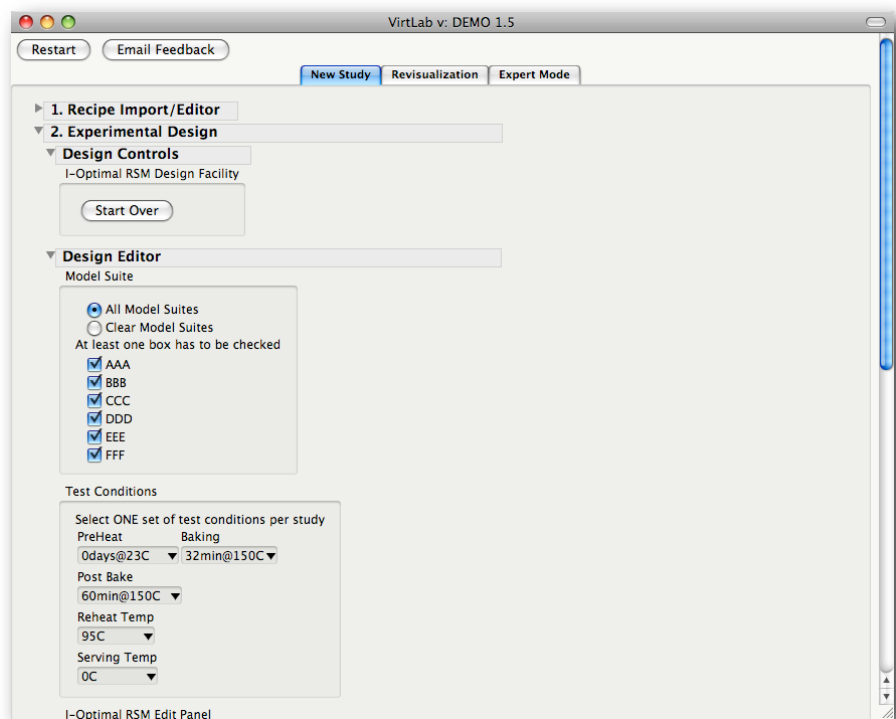 VirtLab v: DEMO 1.5
Restart Email Feedback
New Study Revisualization Expert Mode
1. Recipe Import/Editor
2. Experimental Design
Design Controls
I-Optimal RSM Design Facility
Start Over
Design Editor
Model Suite
All Model Suites
Clear Model Suites
At least one box has to be checked
AAA
BBB
CCC
DDD
EEE
FFF
Test Conditions
Select ONE set of test conditions per study
PreHeat Baking
0days@23C 32min@150C
Post Bake
60min@150C
Reheat Temp
95C
Serving Temp
0C
I-Optimal RSM Edit Panel